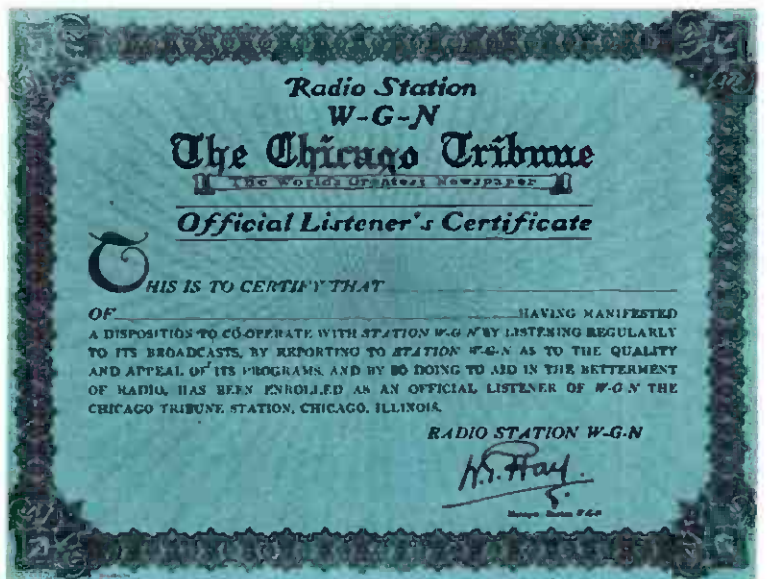 Radio Station
W-G-N
The Chicago Tribune
The Worlds Greatest Newspaper
Official Listener's Certificate
THIS IS TO CERTIFY THAT
OF HAVING MANIFESTED
A DISPOSITION TO CO-OPERATE WITH STATION W-G-N BY LISTENING REGULARLY
TO ITS BROADCASTS, BY REPORTING TO STATION W-G-N AS TO THE QUALITY
AND APPEAL OF ITS PROGRAMS, AND BY SO DOING TO AID IN THE BETTERMENT
OF RADIO, HAS BEEN ENROLLED AS AN OFFICIAL LISTENER OF W-G-N THE
CHICAGO TRIBUNE STATION, CHICAGO, ILLINOIS.
RADIO STATION W-G-N
W-G-N